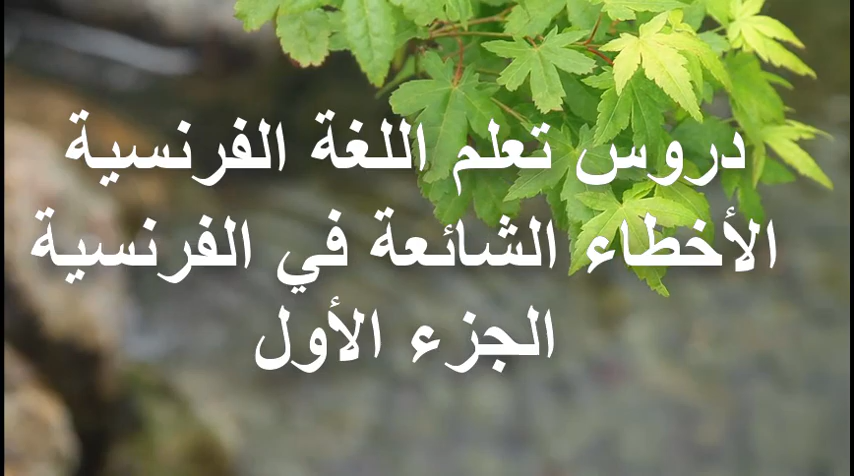 دروس تعلم اللغة الفرنسية
الأخطاء الشائعة في الفرنسية
الجزء الأول